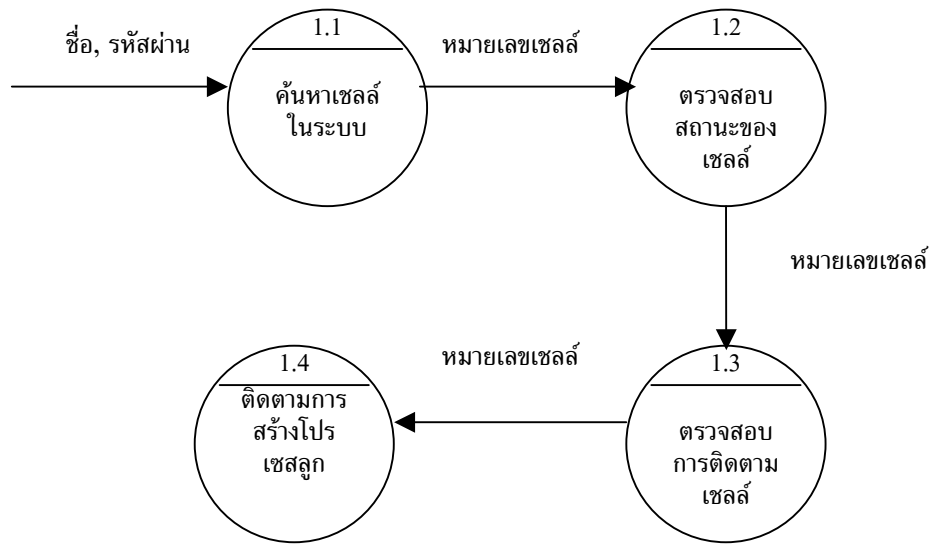 ชื่อ, รหัสผ่าน
1.1
ค้นหาเชลล์
ในระบบ
หมายเลขเชลล์
1.2
ตรวจสอบ
สถานะของ
เชลล์
หมายเลขเชลล์
1.3
ตรวจสอบ
การติดตาม
เชลล์
หมายเลขเชลล์
1.4
ติดตามการ
สร้างโปร
เซสลูก